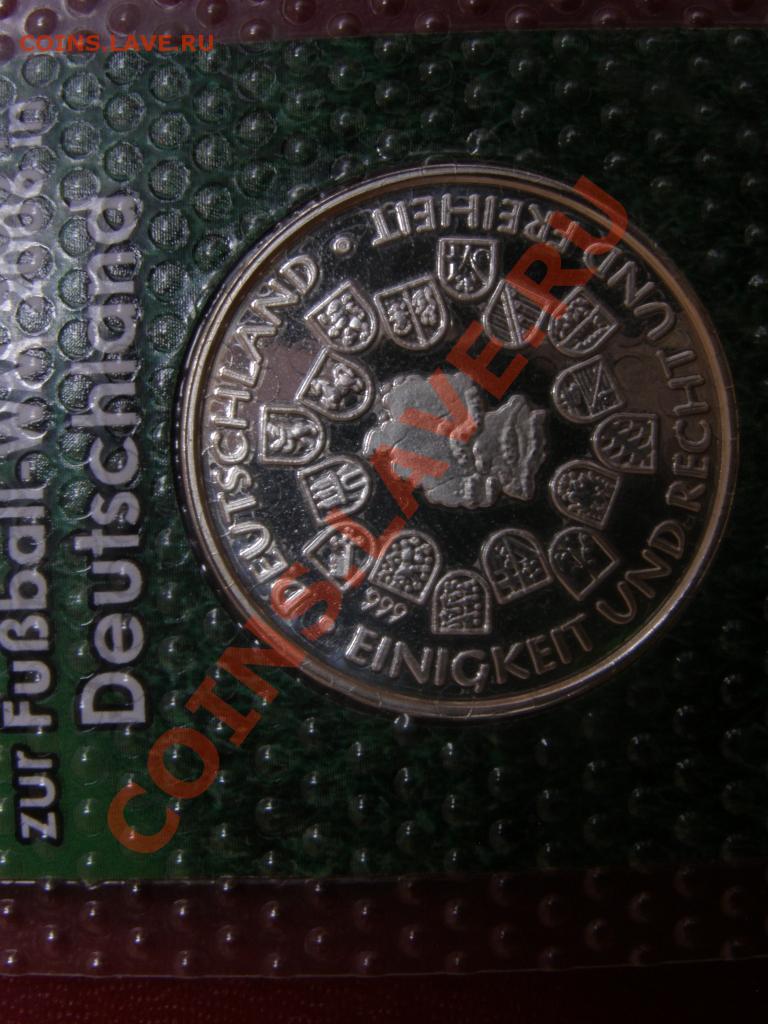 COINS.LAVE.RU
zur Fußball-WM 2006 in
Deutschland
DEUTSCHLAND · EINIGKEIT UND RECHT UND FREIHEIT ·
999
COINS.LAVE.RU